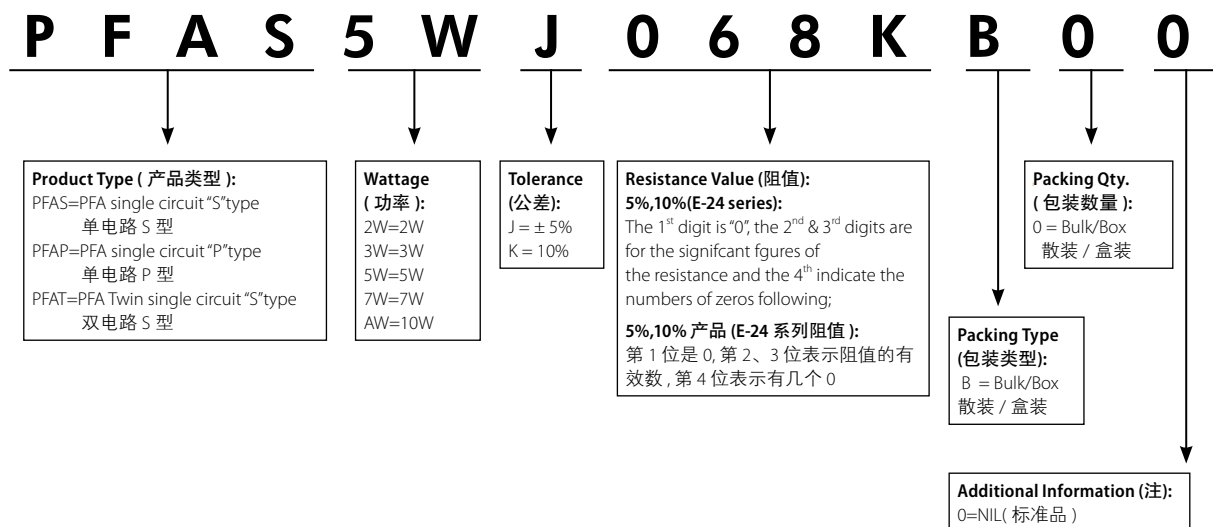 P F A S 5 W J 0 6 8 K B 0 0
Product Type ( 产品类型 ):
PFAS=PFA single circuit “S”type
单电路 S 型
PFAP=PFA single circuit “P”type
单电路 P 型
PFAT=PFA Twin single circuit “S”type
双电路 S 型
Wattage
( 功率 ):
2W=2W
3W=3W
5W=5W
7W=7W
AW=10W
Tolerance
(公差):
J = ± 5%
K = 10%
Resistance Value (阻值):
5%,10%(E-24 series):
The 1st digit is “0”, the 2nd & 3rd digits are
for the signifcant fgures of
the resistance and the 4th indicate the
numbers of zeros following;
5%,10% 产品 (E-24 系列阻值 ):
第 1 位是 0, 第 2、3 位表示阻值的有
效数 , 第 4 位表示有几个 0
Packing Type
(包装类型):
B = Bulk/Box
散装 / 盒装
Packing Qty.
( 包装数量 ):
0 = Bulk/Box
散装 / 盒装
Additional Information (注):
0=NIL( 标准品 )